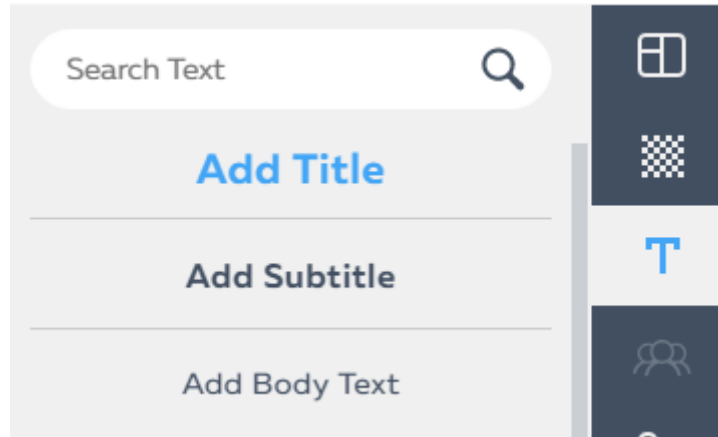 Search Text
Add Title
Add Subtitle
Add Body Text